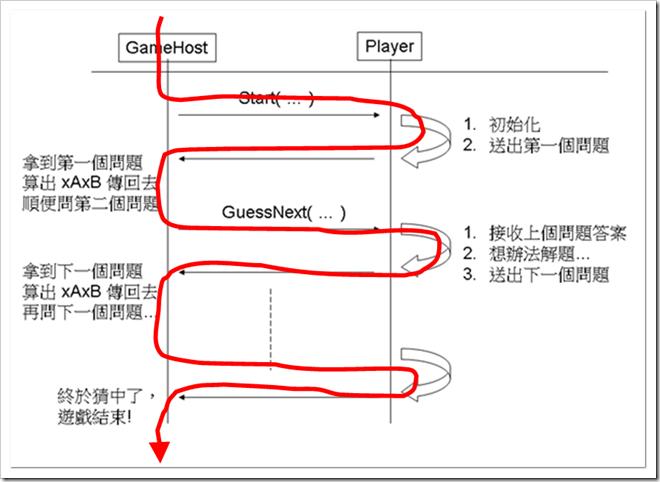 GameHost
Player
Start( ... )
1. 初始化
2. 送出第一個問題
拿到第一個問題
算出 xAxB 傳回去
順便問第二個問題
GuessNext( ... )
1. 接收上個問題答案
2. 想辦法解題...
3. 送出下一個問題
拿到下一個問題
算出 xAxB 傳回去
再問下一個問題...
終於猜中了，
遊戲結束!